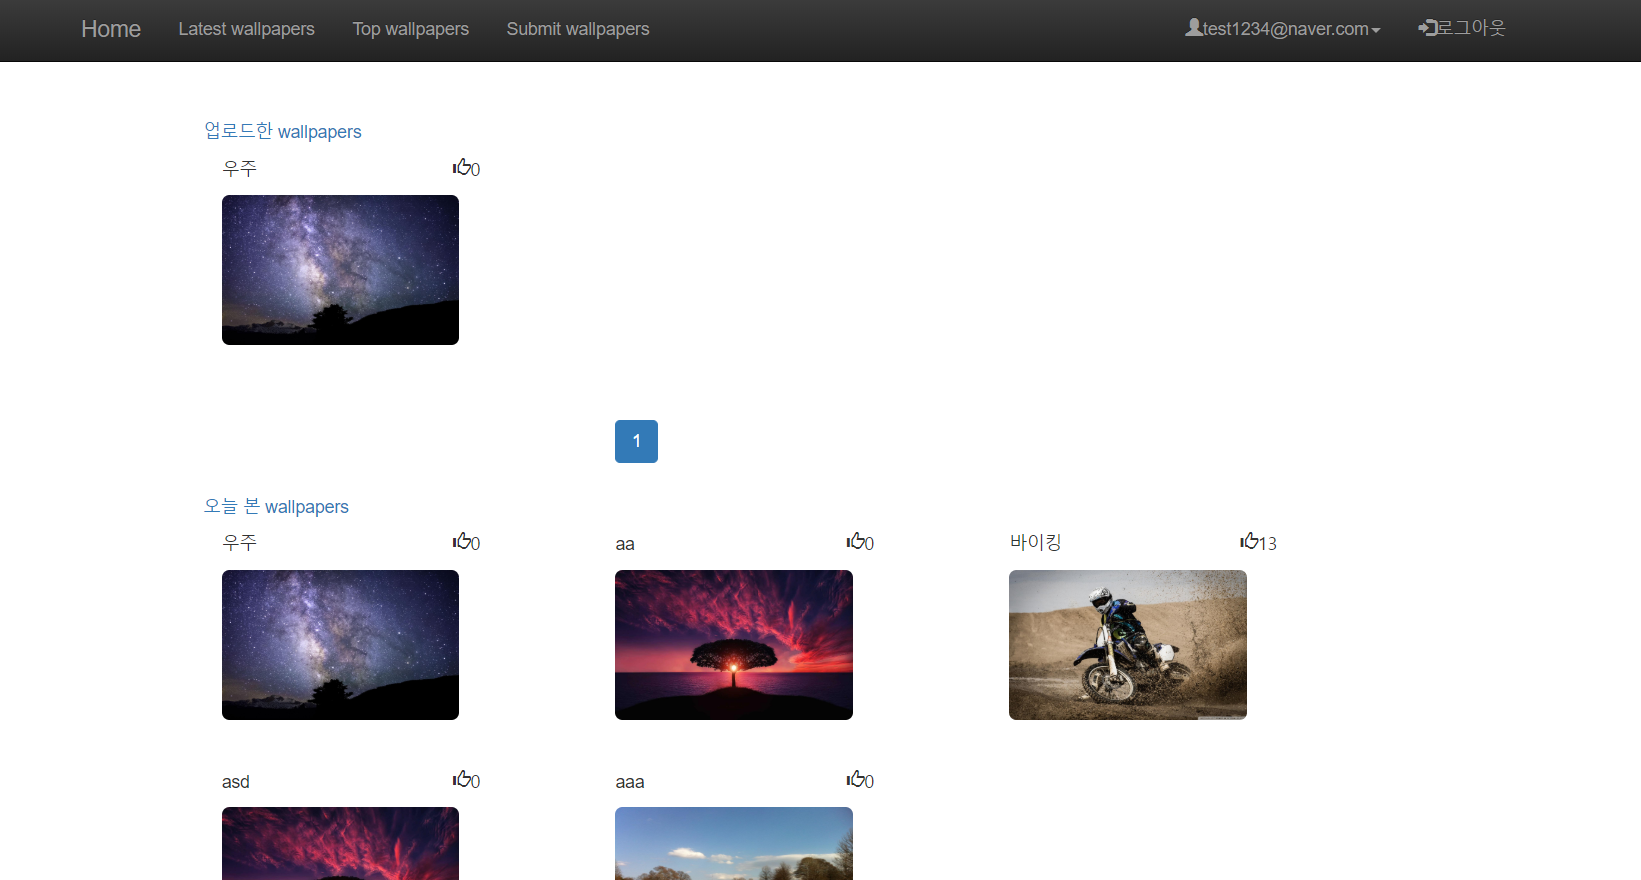 Home Latest wallpapers Top wallpapers Submit wallpapers test1234@naver.com 로그아웃
업로드한 wallpapers
우주 0
1
오늘 본 wallpapers
우주 0 aa 0 바이킹 13
asd 0 aaa 0